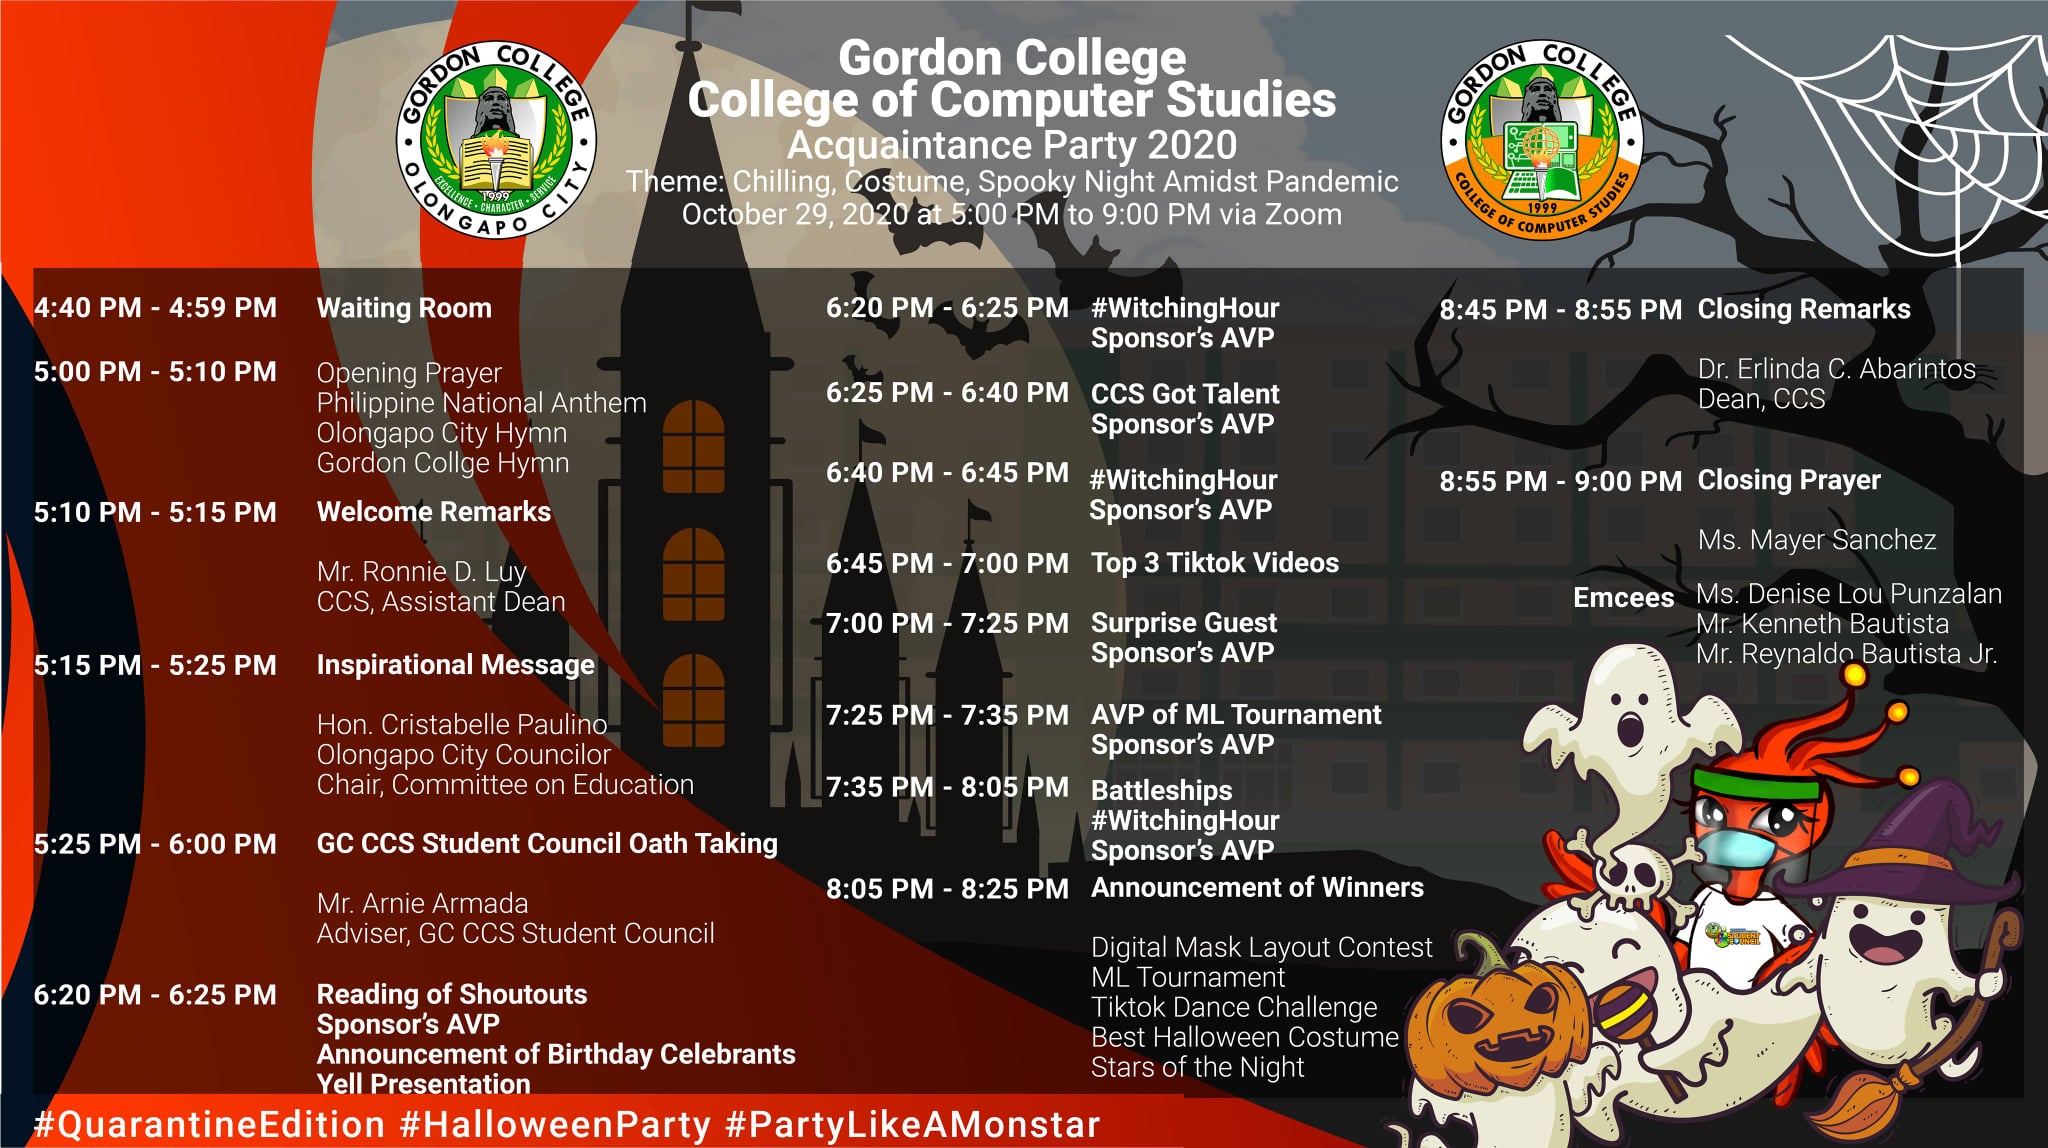 Gordon College
College of Computer Studies
Acquaintance Party 2020
Theme: Chilling, Costume, Spooky Night Amidst Pandemic
October 29, 2020 at 5:00 PM to 9:00 PM via Zoom
GORDON COLLEGE
EXCELLENCE • CHARACTER • SERVICE
1999
OLONGAPO CITY
GORDON COLLEGE
1999
COLLEGE OF COMPUTER STUDIES
4:40 PM - 4:59 PM Waiting Room
5:00 PM - 5:10 PM Opening Prayer
Philippine National Anthem
Olongapo City Hymn
Gordon Collge Hymn
5:10 PM - 5:15 PM Welcome Remarks
Mr. Ronnie D. Luy
CCS, Assistant Dean
5:15 PM - 5:25 PM Inspirational Message
Hon. Cristabelle Paulino
Olongapo City Councilor
Chair, Committee on Education
5:25 PM - 6:00 PM GC CCS Student Council Oath Taking
Mr. Arnie Armada
Adviser, GC CCS Student Council
6:20 PM - 6:25 PM Reading of Shoutouts
Sponsor's AVP
Announcement of Birthday Celebrants
Yell Presentation
6:20 PM - 6:25 PM #WitchingHour
Sponsor's AVP
6:25 PM - 6:40 PM CCS Got Talent
Sponsor's AVP
6:40 PM - 6:45 PM #WitchingHour
Sponsor's AVP
6:45 PM - 7:00 PM Top 3 Tiktok Videos
7:00 PM - 7:25 PM Surprise Guest
Sponsor's AVP
7:25 PM - 7:35 PM AVP of ML Tournament
Sponsor's AVP
7:35 PM - 8:05 PM Battleships
#WitchingHour
Sponsor's AVP
8:05 PM - 8:25 PM Announcement of Winners
Digital Mask Layout Contest
ML Tournament
Tiktok Dance Challenge
Best Halloween Costume
Stars of the Night
8:45 PM - 8:55 PM Closing Remarks
Dr. Erlinda C. Abarintos
Dean, CCS
8:55 PM - 9:00 PM Closing Prayer
Ms. Mayer Sanchez
Emcees Ms. Denise Lou Punzalan
Mr. Kenneth Bautista
Mr. Reynaldo Bautista Jr.
STUDENT
COUNCIL
#QuarantineEdition #HalloweenParty #PartyLikeAMonstar